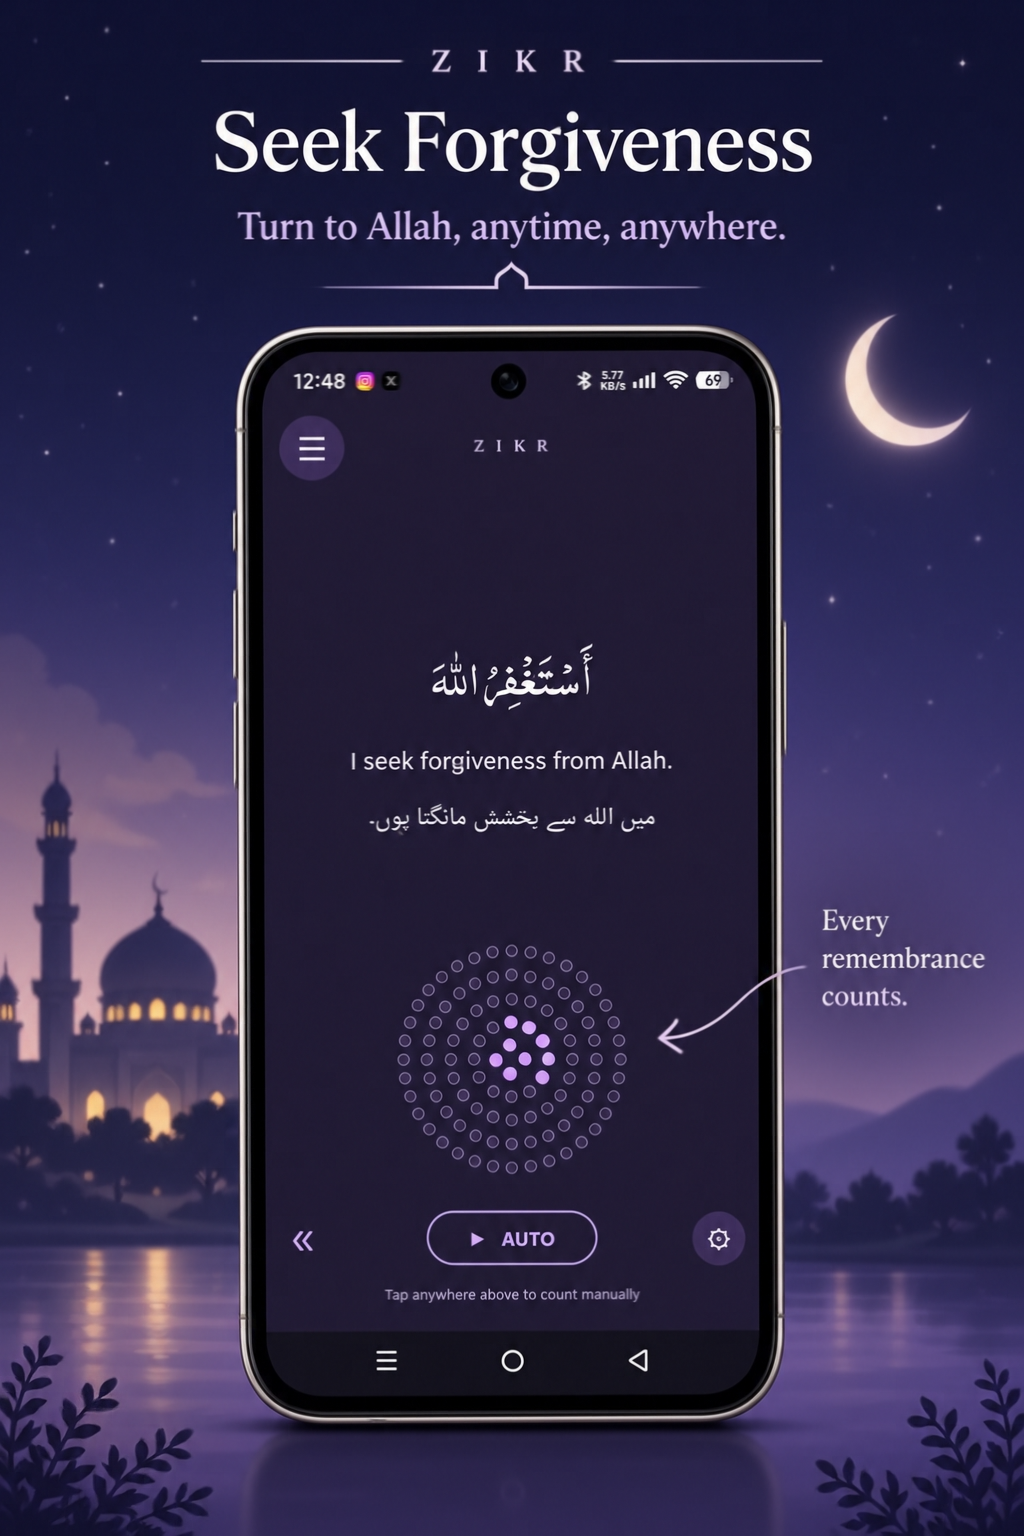 ZIKR
Seek Forgiveness
Turn to Allah, anytime, anywhere.
12:48
5.77 KB/S
69
ZIKR
أَسْتَغْفِرُ اللّٰهَ
I seek forgiveness from Allah.
میں الله سے بخشش مانگتا ہوں۔
Every
remembrance
counts.
AUTO
Tap anywhere above to count manually